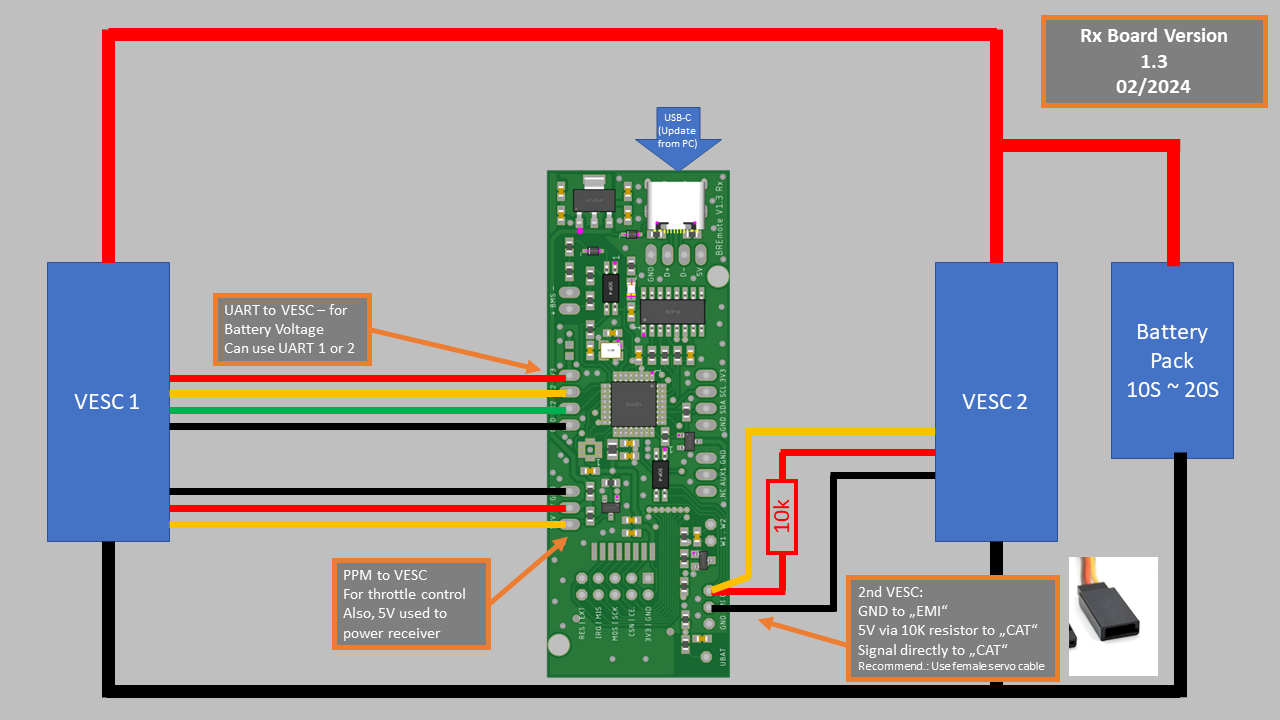 Rx Board Version
1.3
02/2024
USB-C
(Update
from PC)
BREmote V1.3 Rx
GND
D+
D-
5V
+ BMS -
UART to VESC – for
Battery Voltage
Can use UART 1 or 2
VESC 1
VESC 2
Battery
Pack
10S ~ 20S
GND SDA SCL 3V3
NC AUX1 GND
W1 W2
10k
PPM to VESC
For throttle control
Also, 5V used to
power receiver
RES|EXT
IRQ|MIS
MOS|SCK
CSN|CE
3V3|GND
GND
UBAT
2nd VESC:
GND to „EMI“
5V via 10K resistor to „CAT“
Signal directly to „CAT“
Recommend.: Use female servo cable